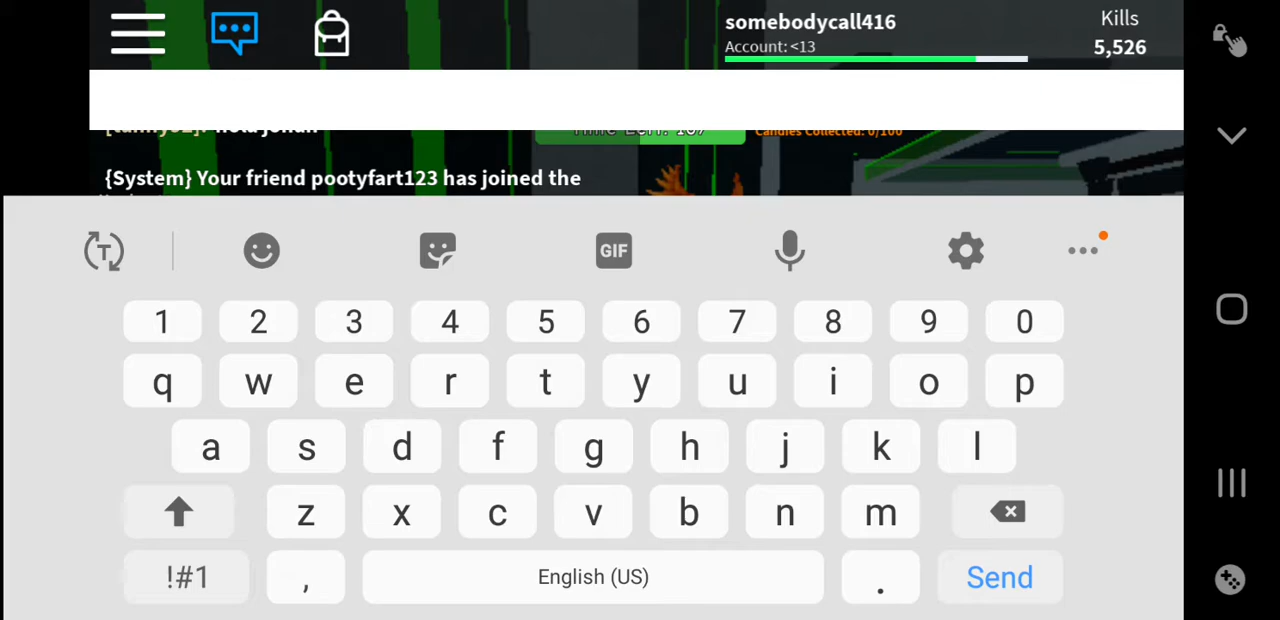 somebodycall416
Kills
Account: <13
5,526
Candies Collected: 0/100
{System} Your friend pootyfart123 has joined the
T
GIF
1 2 3 4 5 6 7 8 9 0
q w e r t y u i o p
a s d f g h j k l
z x c v b n m
!#1 , English (US) . Send